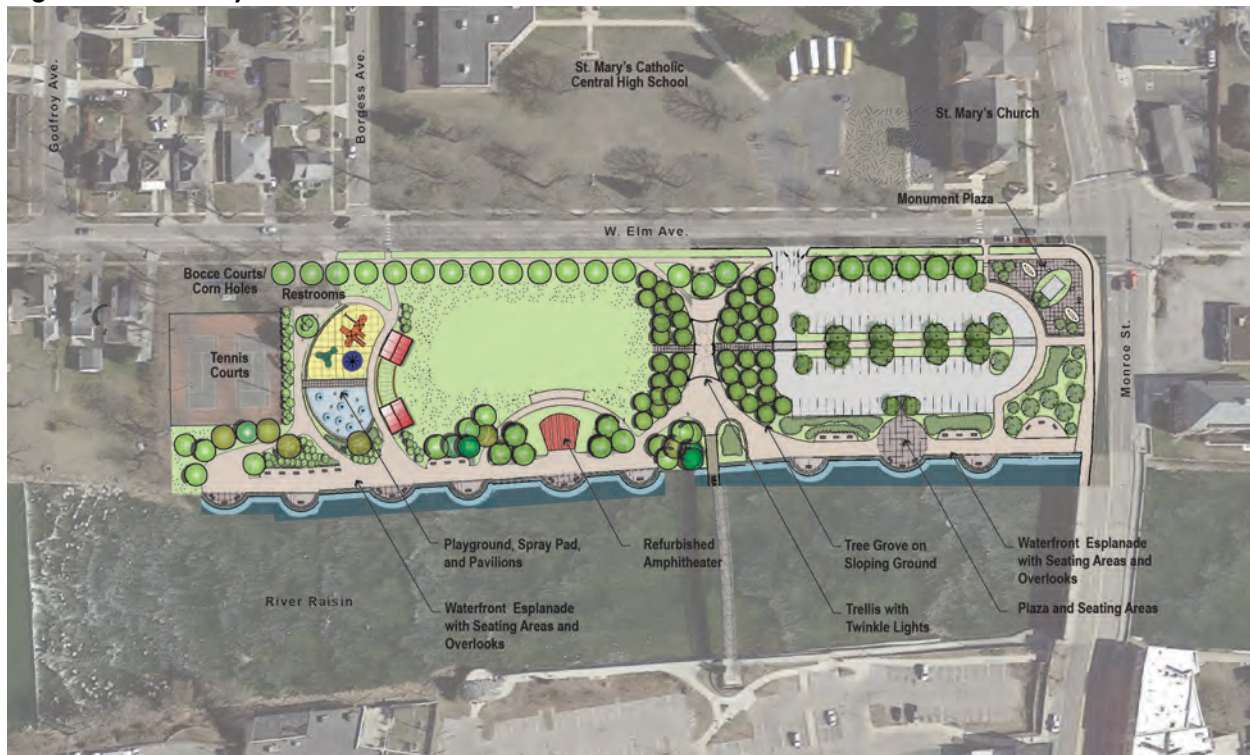 Godfroy Ave.
Borgess Ave.
St. Mary's Catholic
Central High School
St. Mary's Church
Monument Plaza
W. Elm Ave.
Bocce Courts/
Corn Holes
Restrooms
Tennis
Courts
Monroe St.
Playground, Spray Pad,
and Pavilions
Refurbished
Amphitheater
Tree Grove on
Sloping Ground
Waterfront Esplanade
with Seating Areas and
Overlooks
River Raisin
Waterfront Esplanade
with Seating Areas and
Overlooks
Trellis with
Twinkle Lights
Plaza and Seating Areas